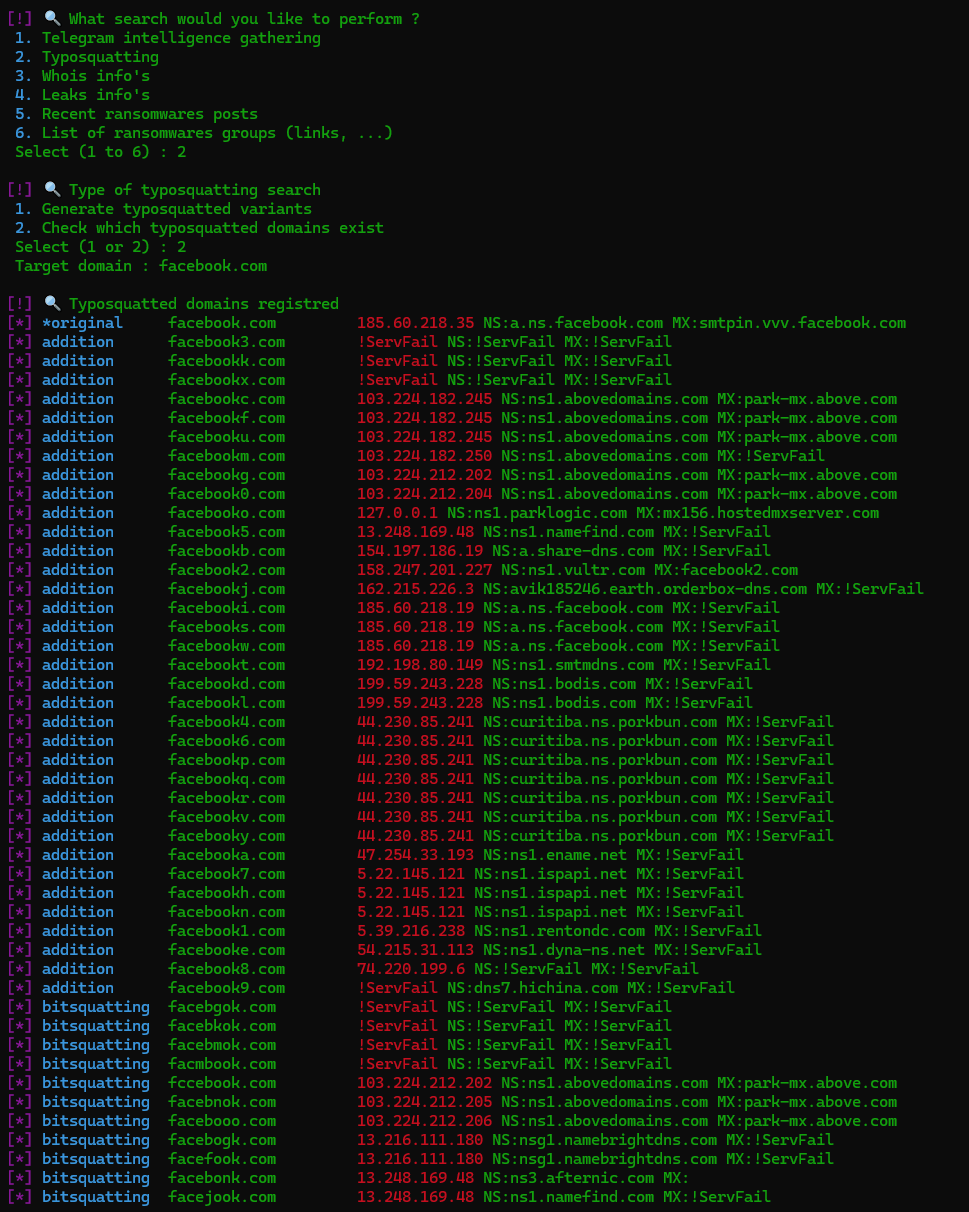 [!] 🔍 What search would you like to perform ?
1. Telegram intelligence gathering
2. Typosquatting
3. Whois info's
4. Leaks info's
5. Recent ransomwares posts
6. List of ransomwares groups (links, ...)
Select (1 to 6) : 2
[!] 🔍 Type of typosquatting search
1. Generate typosquatted variants
2. Check which typosquatted domains exist
Select (1 or 2) : 2
Target domain : facebook.com
[!] 🔍 Typosquatted domains registred
[*] *original facebook.com 185.60.218.35 NS:a.ns.facebook.com MX:smtpin.vvv.facebook.com
[*] addition facebook3.com !ServFail NS:!ServFail MX:!ServFail
[*] addition facebookk.com !ServFail NS:!ServFail MX:!ServFail
[*] addition facebookx.com !ServFail NS:!ServFail MX:!ServFail
[*] addition facebookc.com 103.224.182.245 NS:ns1.abovedomains.com MX:park-mx.above.com
[*] addition facebookf.com 103.224.182.245 NS:ns1.abovedomains.com MX:park-mx.above.com
[*] addition facebooku.com 103.224.182.245 NS:ns1.abovedomains.com MX:park-mx.above.com
[*] addition facebookm.com 103.224.182.250 NS:ns1.abovedomains.com MX:!ServFail
[*] addition facebookg.com 103.224.212.202 NS:ns1.abovedomains.com MX:park-mx.above.com
[*] addition facebook0.com 103.224.212.204 NS:ns1.abovedomains.com MX:park-mx.above.com
[*] addition facebooko.com 127.0.0.1 NS:ns1.parklogic.com MX:mx156.hostedmxserver.com
[*] addition facebook5.com 13.248.169.48 NS:ns1.namefind.com MX:!ServFail
[*] addition facebookb.com 154.197.186.19 NS:a.share-dns.com MX:!ServFail
[*] addition facebook2.com 158.247.201.227 NS:ns1.vultr.com MX:facebook2.com
[*] addition facebookj.com 162.215.226.3 NS:avik185246.earth.orderbox-dns.com MX:!ServFail
[*] addition facebooki.com 185.60.218.19 NS:a.ns.facebook.com MX:!ServFail
[*] addition facebooks.com 185.60.218.19 NS:a.ns.facebook.com MX:!ServFail
[*] addition facebookw.com 185.60.218.19 NS:a.ns.facebook.com MX:!ServFail
[*] addition facebookt.com 192.198.80.149 NS:ns1.smtmdns.com MX:!ServFail
[*] addition facebookd.com 199.59.243.228 NS:ns1.bodis.com MX:!ServFail
[*] addition facebookl.com 199.59.243.228 NS:ns1.bodis.com MX:!ServFail
[*] addition facebook4.com 44.230.85.241 NS:curitiba.ns.porkbun.com MX:!ServFail
[*] addition facebook6.com 44.230.85.241 NS:curitiba.ns.porkbun.com MX:!ServFail
[*] addition facebookp.com 44.230.85.241 NS:curitiba.ns.porkbun.com MX:!ServFail
[*] addition facebookq.com 44.230.85.241 NS:curitiba.ns.porkbun.com MX:!ServFail
[*] addition facebookr.com 44.230.85.241 NS:curitiba.ns.porkbun.com MX:!ServFail
[*] addition facebookv.com 44.230.85.241 NS:curitiba.ns.porkbun.com MX:!ServFail
[*] addition facebooky.com 44.230.85.241 NS:curitiba.ns.porkbun.com MX:!ServFail
[*] addition facebooka.com 47.254.33.193 NS:ns1.ename.net MX:!ServFail
[*] addition facebook7.com 5.22.145.121 NS:ns1.ispapi.net MX:!ServFail
[*] addition facebookh.com 5.22.145.121 NS:ns1.ispapi.net MX:!ServFail
[*] addition facebookn.com 5.22.145.121 NS:ns1.ispapi.net MX:!ServFail
[*] addition facebook1.com 5.39.216.238 NS:ns1.rentondc.com MX:!ServFail
[*] addition facebooke.com 54.215.31.113 NS:ns1.dyna-ns.net MX:!ServFail
[*] addition facebook8.com 74.220.199.6 NS:!ServFail MX:!ServFail
[*] addition facebook9.com !ServFail NS:dns7.hichina.com MX:!ServFail
[*] bitsquatting facebgok.com !ServFail NS:!ServFail MX:!ServFail
[*] bitsquatting facebkok.com !ServFail NS:!ServFail MX:!ServFail
[*] bitsquatting facebmok.com !ServFail NS:!ServFail MX:!ServFail
[*] bitsquatting facmbook.com !ServFail NS:!ServFail MX:!ServFail
[*] bitsquatting fccebook.com 103.224.212.202 NS:ns1.abovedomains.com MX:park-mx.above.com
[*] bitsquatting facebnok.com 103.224.212.205 NS:ns1.abovedomains.com MX:park-mx.above.com
[*] bitsquatting facebooo.com 103.224.212.206 NS:ns1.abovedomains.com MX:park-mx.above.com
[*] bitsquatting facebogk.com 13.216.111.180 NS:nsg1.namebrightdns.com MX:!ServFail
[*] bitsquatting facefook.com 13.216.111.180 NS:nsg1.namebrightdns.com MX:!ServFail
[*] bitsquatting facebonk.com 13.248.169.48 NS:ns3.afternic.com MX:
[*] bitsquatting facejook.com 13.248.169.48 NS:ns1.namefind.com MX:!ServFail